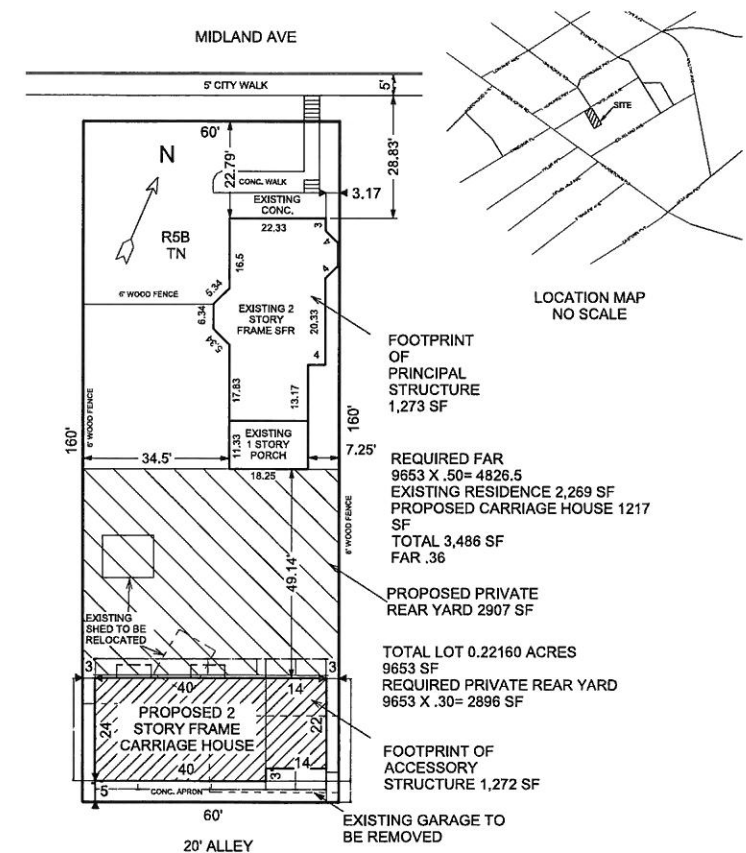 MIDLAND AVE
5' CITY WALK
5'
60'
N
22.79'
CONC. WALK
28.83'
3.17
EXISTING
CONC.
22.33
3
4
4
R5B
TN
16.5
5.34
6' WOOD FENCE
6.34
5.34
EXISTING 2
STORY
FRAME SFR
20.33
4
17.83
13.17
6' WOOD FENCE
160'
160'
11.33
EXISTING
1 STORY
PORCH
34.5'
7.25'
18.25
6' WOOD FENCE
49.14'
EXISTING
SHED TO BE
RELOCATED
3
3
40
14
PROPOSED 2
STORY FRAME
CARRIAGE HOUSE
24
22
40
14
3'
5'
CONC. APRON
60'
20' ALLEY
SITE
LOCATION MAP
NO SCALE
FOOTPRINT
OF
PRINCIPAL
STRUCTURE
1,273 SF
REQUIRED FAR
9653 X .50= 4826.5
EXISTING RESIDENCE 2,269 SF
PROPOSED CARRIAGE HOUSE 1217
SF
TOTAL 3,486 SF
FAR .36
PROPOSED PRIVATE
REAR YARD 2907 SF
TOTAL LOT 0.22160 ACRES
9653 SF
REQUIRED PRIVATE REAR YARD
9653 X .30= 2896 SF
FOOTPRINT OF
ACCESSORY
STRUCTURE 1,272 SF
EXISTING GARAGE TO
BE REMOVED